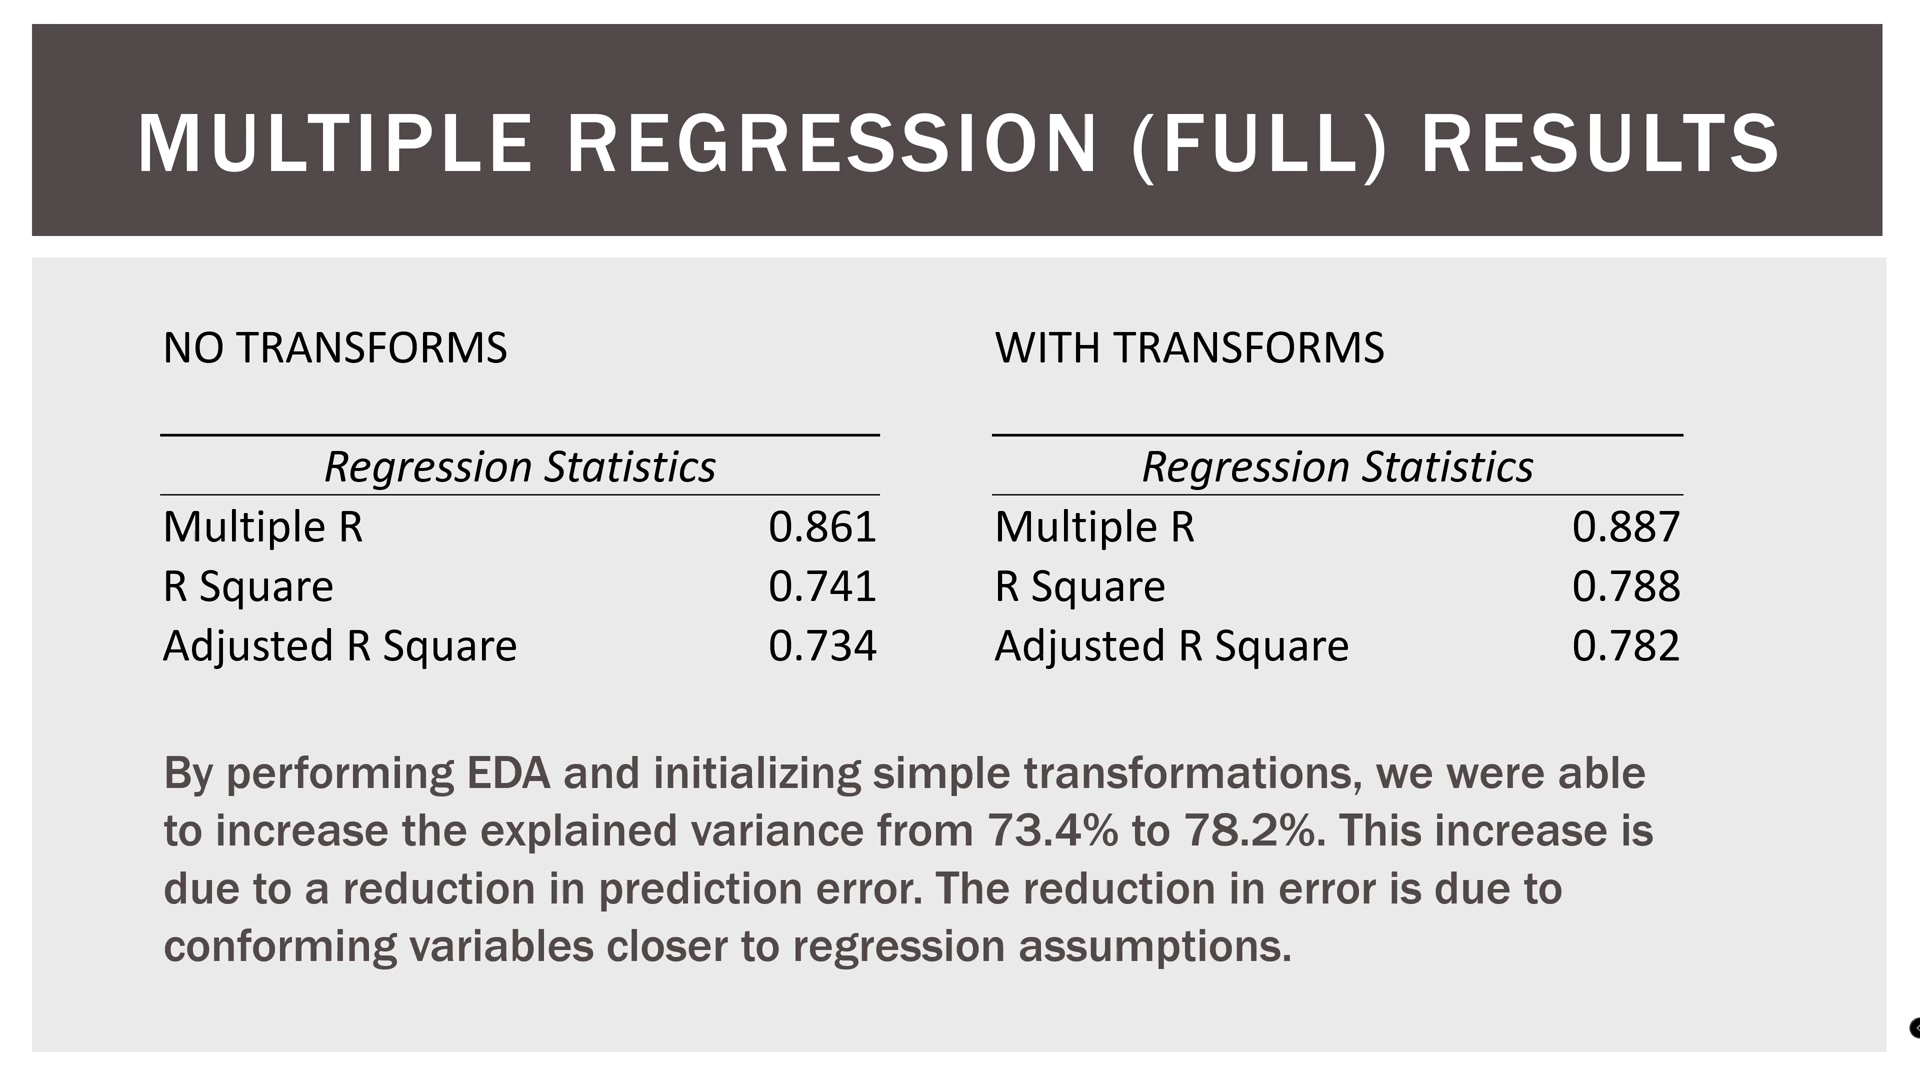 MULTIPLE REGRESSION (FULL) RESULTS
NO TRANSFORMS
Regression Statistics
Multiple R 0.861
R Square 0.741
Adjusted R Square 0.734
WITH TRANSFORMS
Regression Statistics
Multiple R 0.887
R Square 0.788
Adjusted R Square 0.782
By performing EDA and initializing simple transformations, we were able
to increase the explained variance from 73.4% to 78.2%. This increase is
due to a reduction in prediction error. The reduction in error is due to
conforming variables closer to regression assumptions.